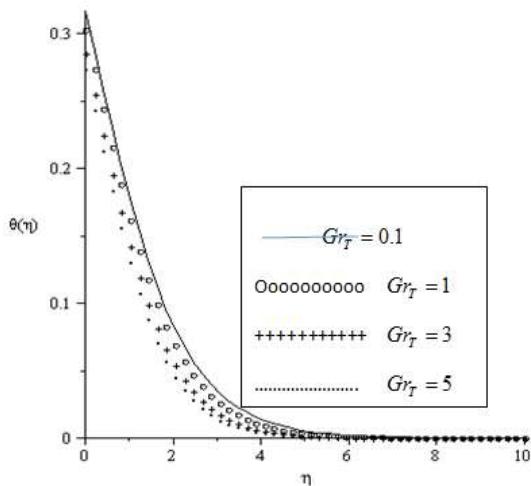 0.3
0.2
θ(η)
0.1
0
0
2
4
6
8
10
η
Gr_T = 0.1
Ooooooooooo Gr_T = 1
+++++++++++ Gr_T = 3
.................... Gr_T = 5